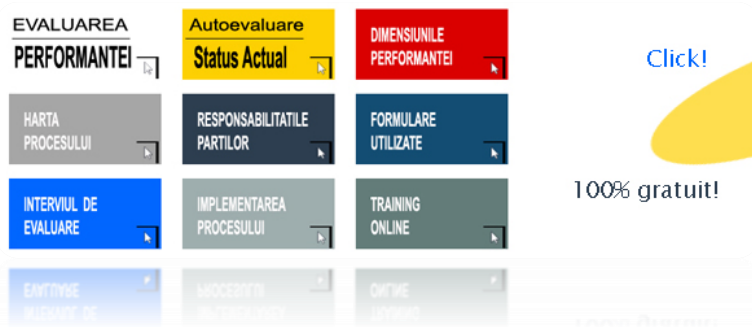 EVALUAREA
PERFORMANTEI
Autoevaluare
Status Actual
DIMENSIUNILE
PERFORMANTEI
Click!
HARTA
PROCESULUI
RESPONSABILITATILE
PARTILOR
FORMULARE
UTILIZATE
100% gratuit!
INTERVIUL DE
EVALUARE
IMPLEMENTAREA
PROCESULUI
TRAINING
ONLINE